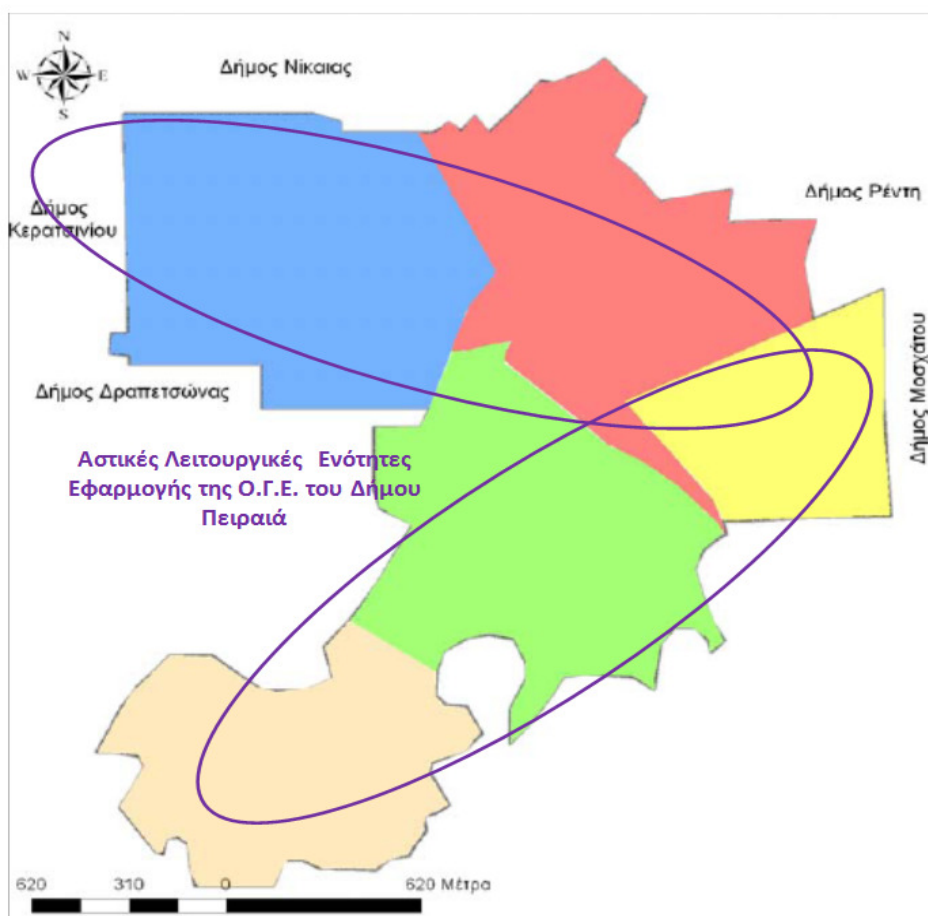 N
W E
S
Δήμος Νίκαιας
Δήμος Ρέντη
Δήμος
Κερατσινίου
Δήμος Μοσχάτου
Δήμος Δραπετσώνας
Αστικές Λειτουργικές Ενότητες
Εφαρμογής της Ο.Γ.Ε. του Δήμου
Πειραιά
620 310 0 620 Μέτρα